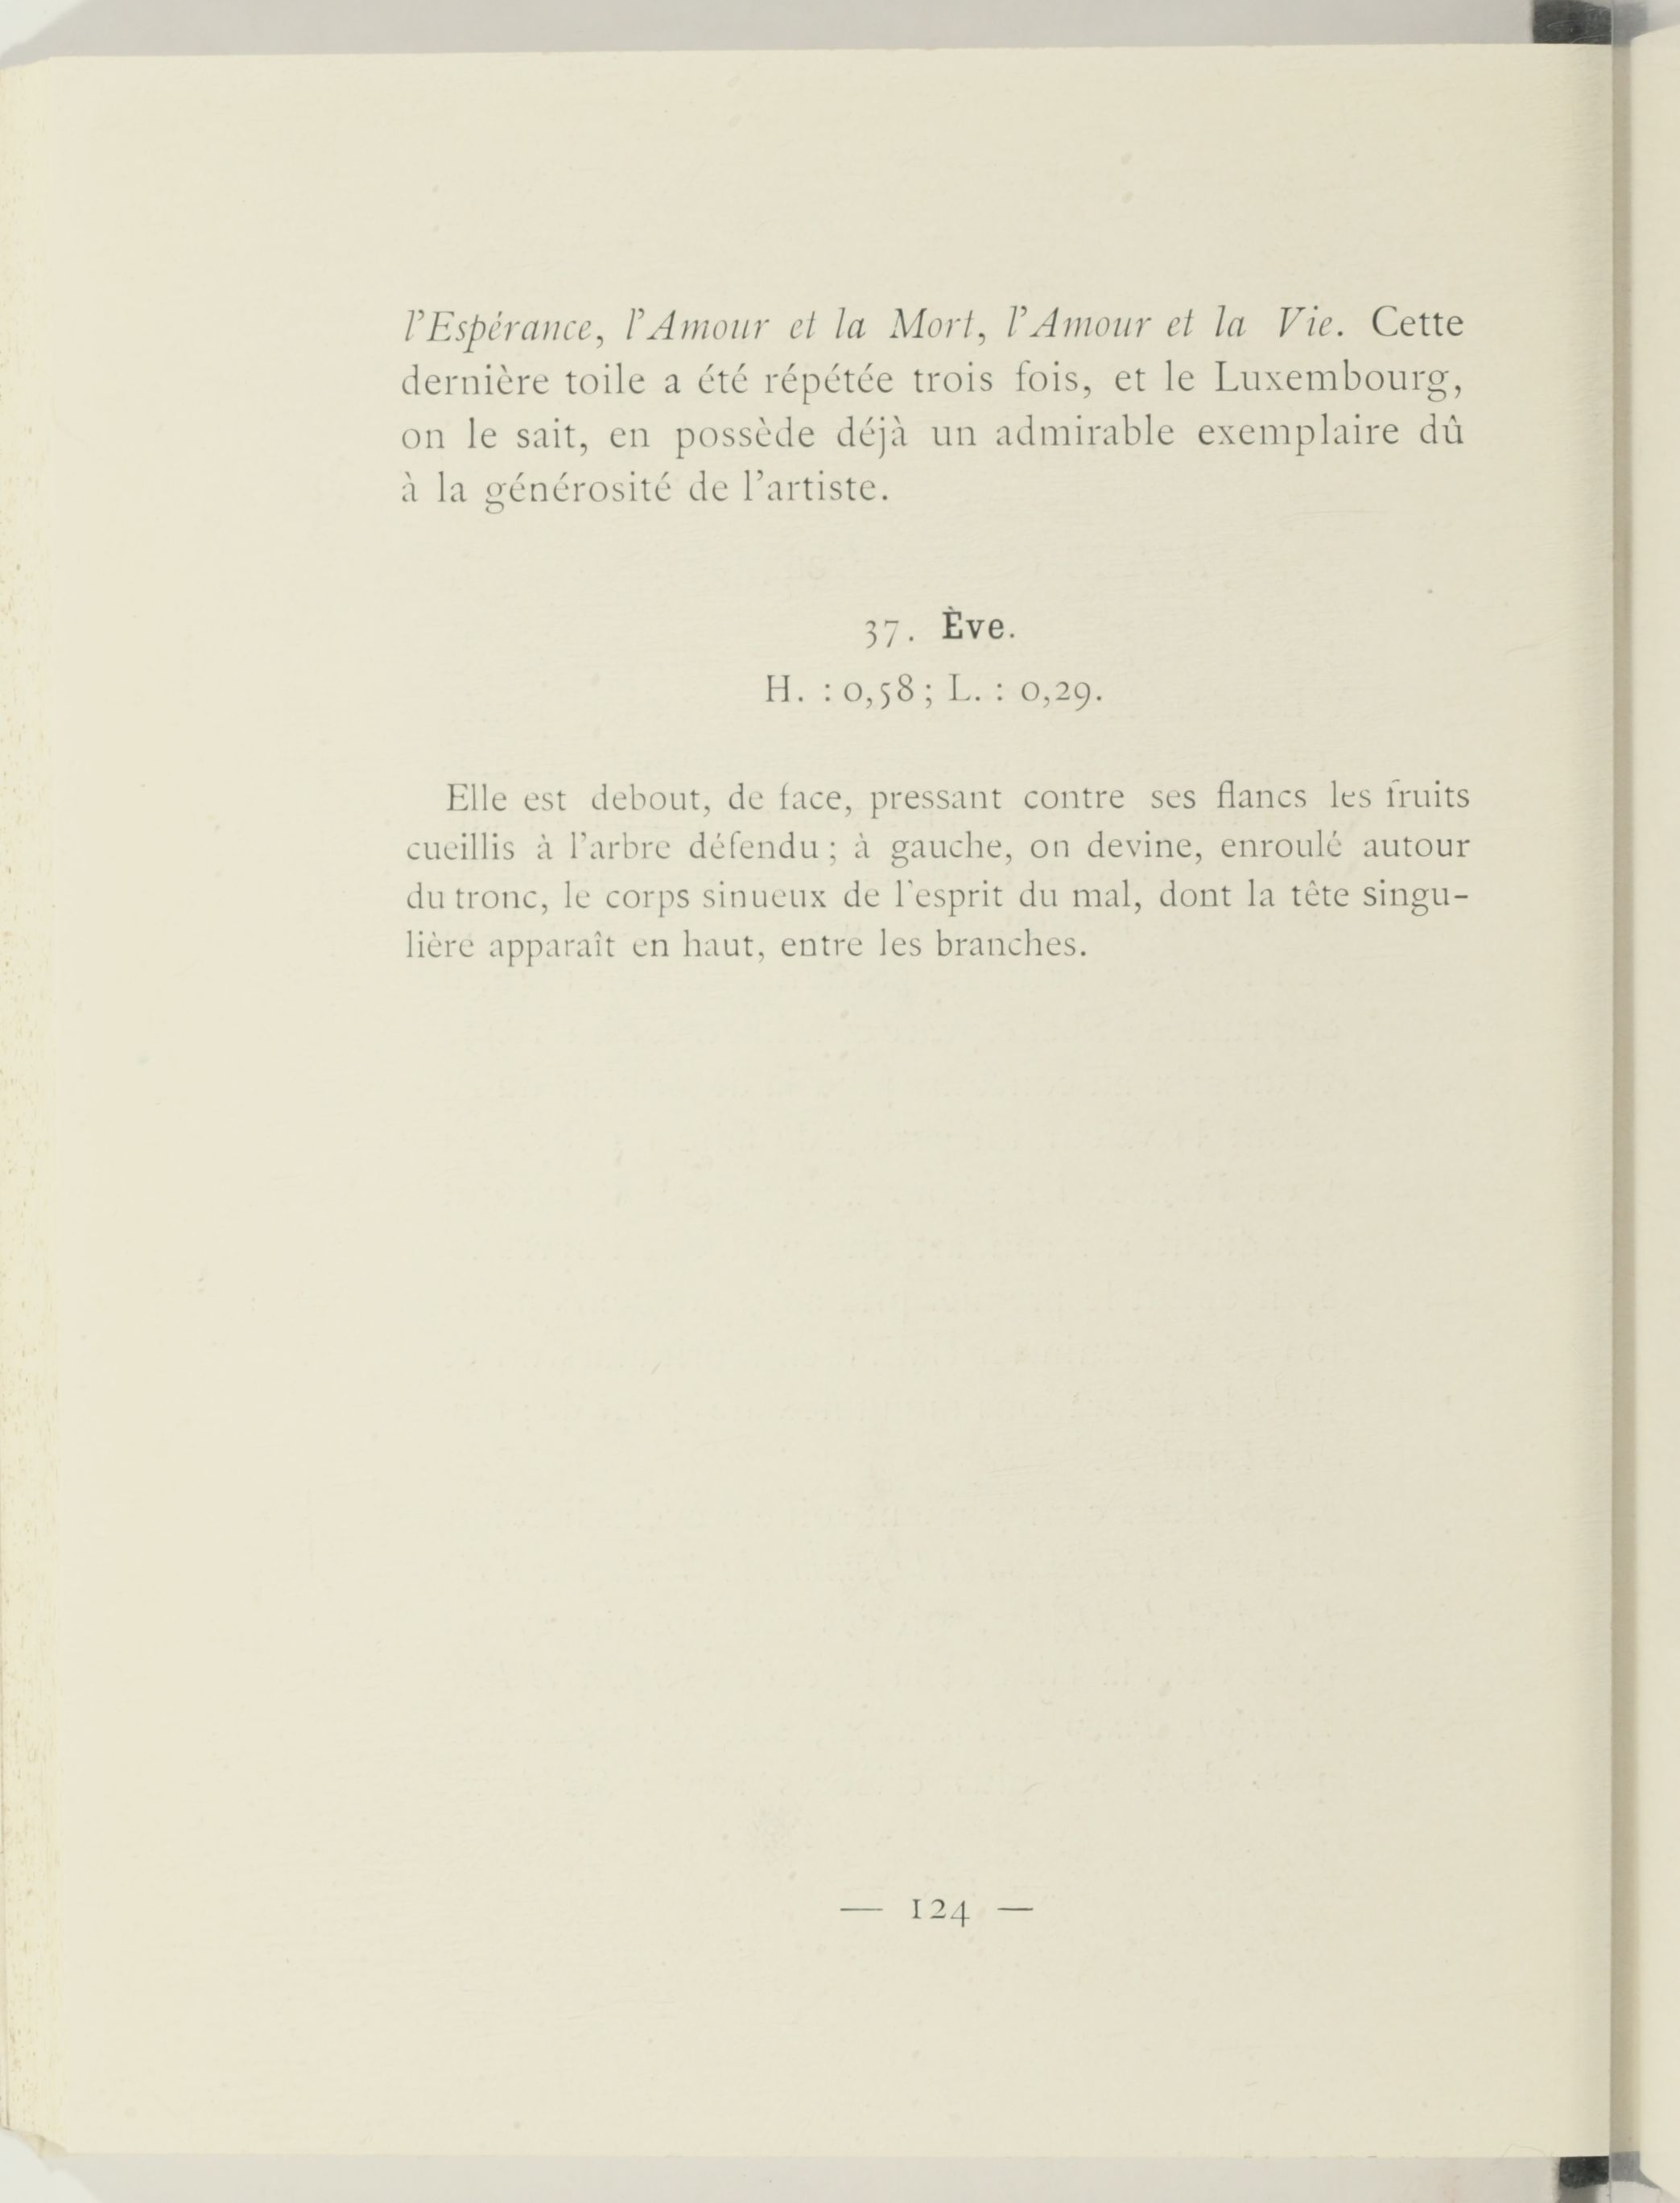 l'Espérance, l'Amour et la Mort, l'Amour et la Vie. Cette
dernière toile a été répétée trois fois, et le Luxembourg,
on le sait, en possède déjà un admirable exemplaire dû
à la générosité de l'artiste.
37. Ève.
H. : 0,58 ; L. : 0,29.
Elle est debout, de face, pressant contre ses flancs les fruits
cueillis à l'arbre défendu ; à gauche, on devine, enroulé autour
du tronc, le corps sinueux de l'esprit du mal, dont la tête singu-
lière apparaît en haut, entre les branches.
— 124 —